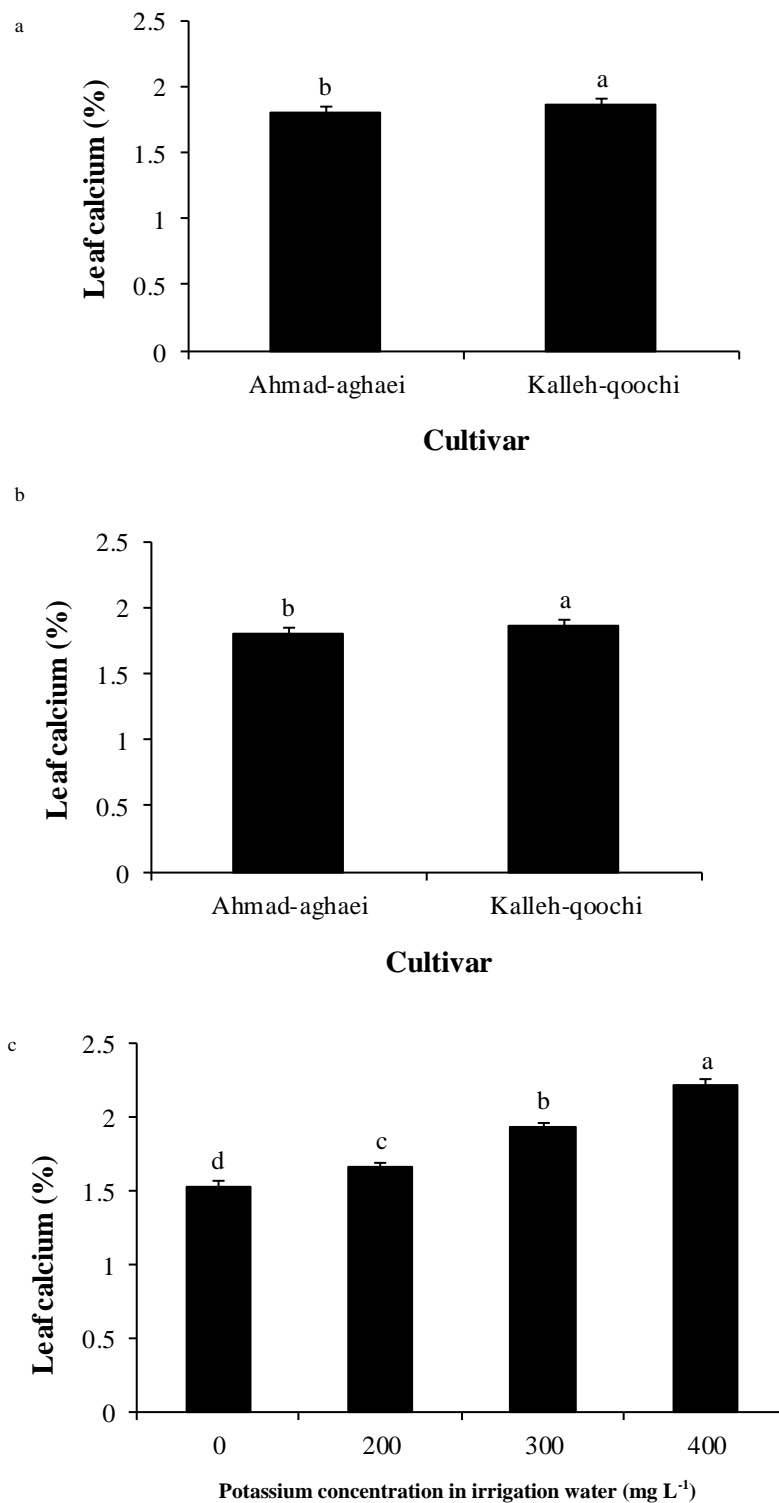 a
Leaf calcium (%)
2.5
2
1.5
1
0.5
0
b
a
Ahmad-aghaei
Kalleh-qoochi
Cultivar
b
Leaf calcium (%)
2.5
2
1.5
1
0.5
0
b
a
Ahmad-aghaei
Kalleh-qoochi
Cultivar
c
Leaf calcium (%)
2.5
2
1.5
1
0.5
0
d
c
b
a
0
200
300
400
Potassium concentration in irrigation water (mg L⁻¹)